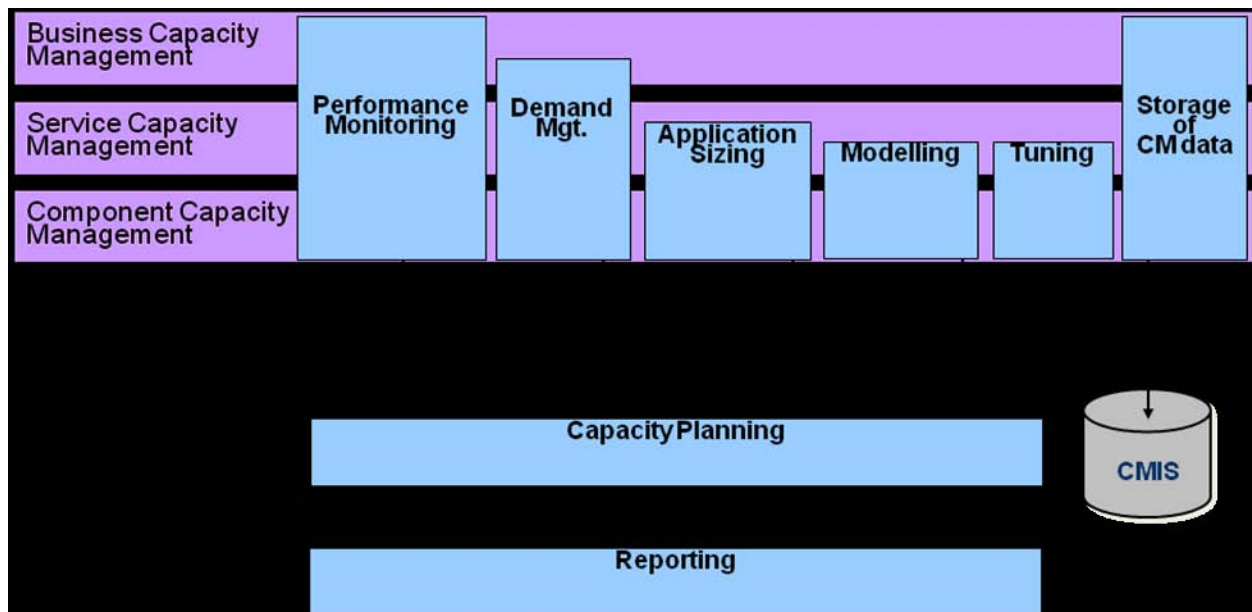 Business Capacity
Management
Performance
Monitoring
Demand
Mgt.
Storage
of
CM data
Service Capacity
Management
Application
Sizing
Modelling
Tuning
Component Capacity
Management
Capacity Planning
CMIS
Reporting